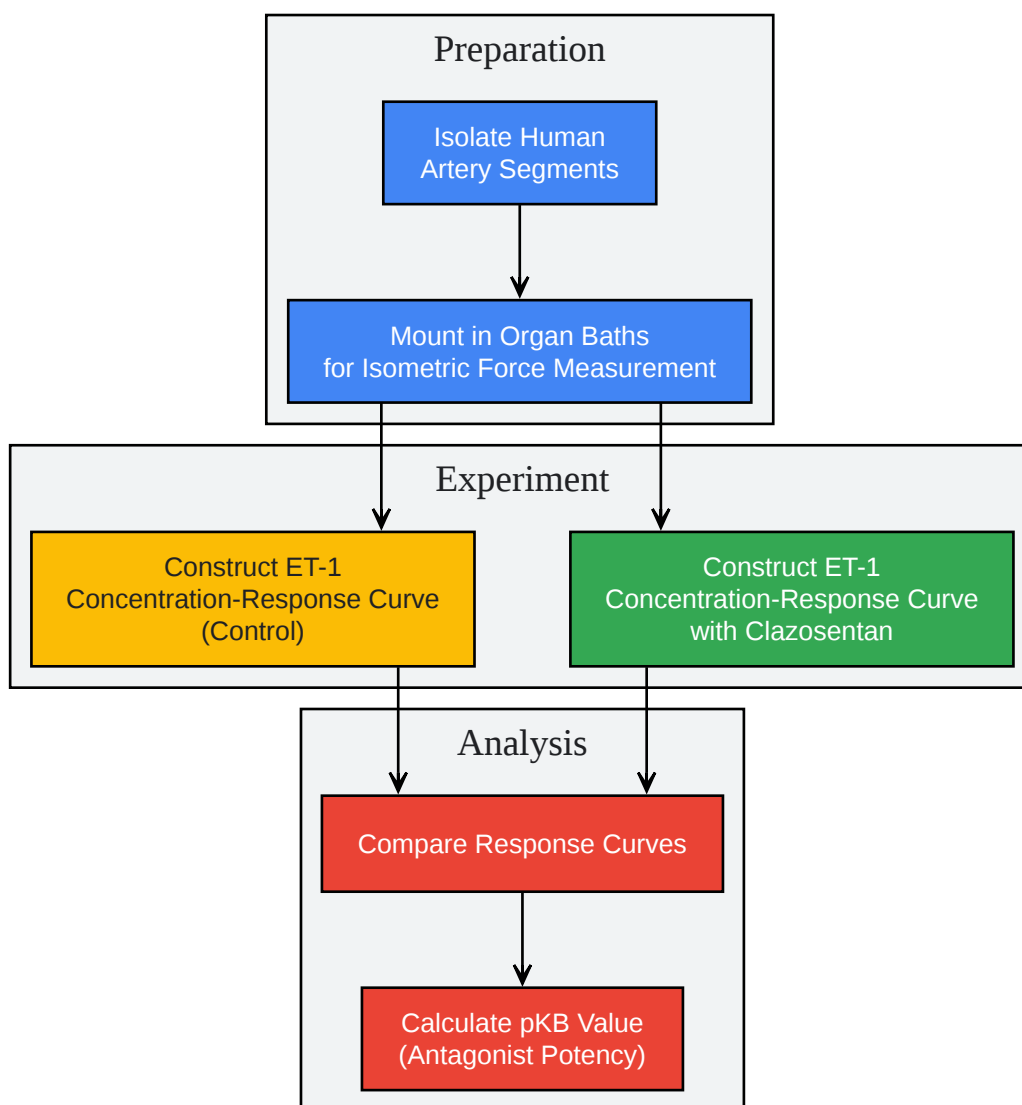 Preparation
Isolate Human
Artery Segments
Mount in Organ Baths
for Isometric Force Measurement
Experiment
Construct ET-1
Concentration-Response Curve
(Control)
Construct ET-1
Concentration-Response Curve
with Clazosentan
Analysis
Compare Response Curves
Calculate pKB Value
(Antagonist Potency)